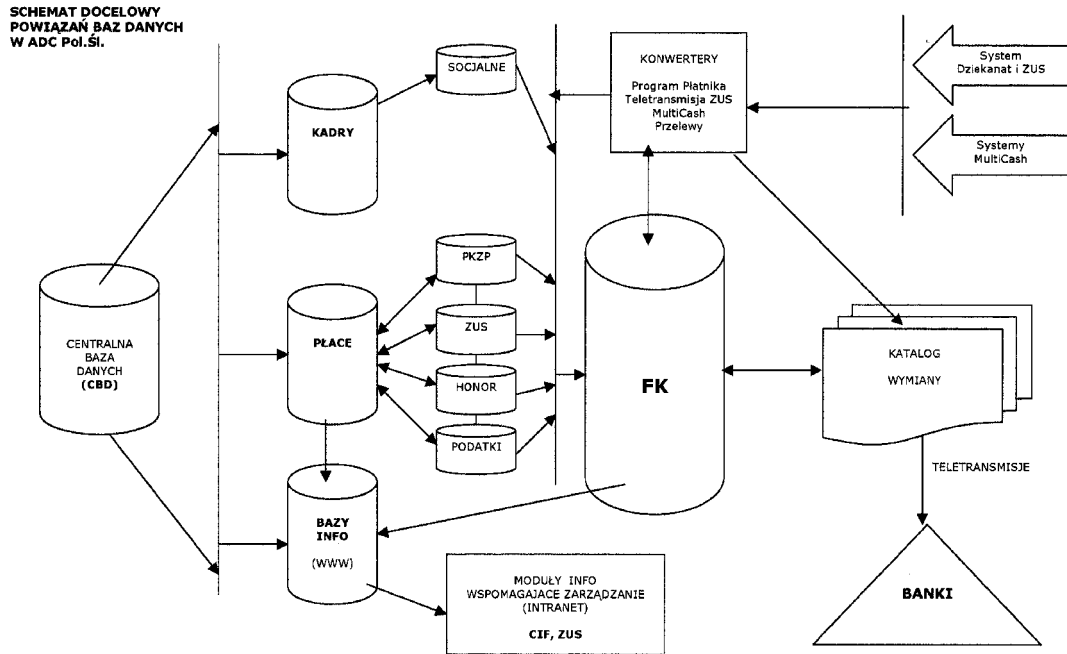 SCHEMAT DOCELOWY
POWIĄZAŃ BAZ DANYCH
W ADC Pol.Śl.
SOCJALNE
KADRY
KONWERTERY
Program Płatnika
Teletransmisja ZUS
MultiCash
Przelewy
System
Dziekanat i ZUS
Systemy
MultiCash
CENTRALNA
BAZA
DANYCH
(CBD)
PŁACE
PKZP
ZUS
HONOR
PODATKI
FK
KATALOG
WYMIANY
TELETRANSMISJE
BANKI
BAZY
INFO
(WWW)
MODUŁY INFO
WSPOMAGAJACE ZARZĄDZANIE
(INTRANET)
CIF, ZUS